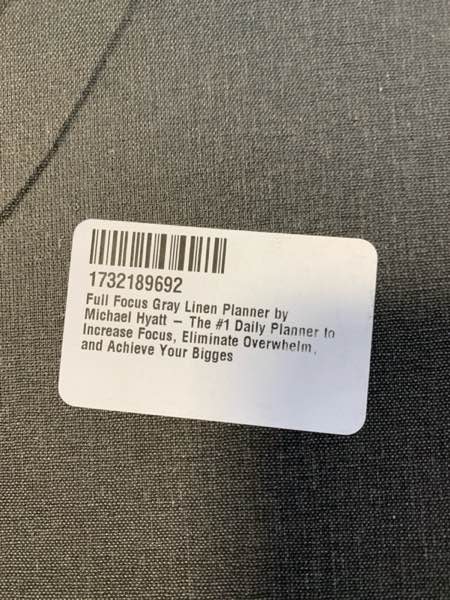 1732189692
Full Focus Gray Linen Planner by
Michael Hyatt – The #1 Daily Planner to
Increase Focus, Eliminate Overwhelm,
and Achieve Your Bigges